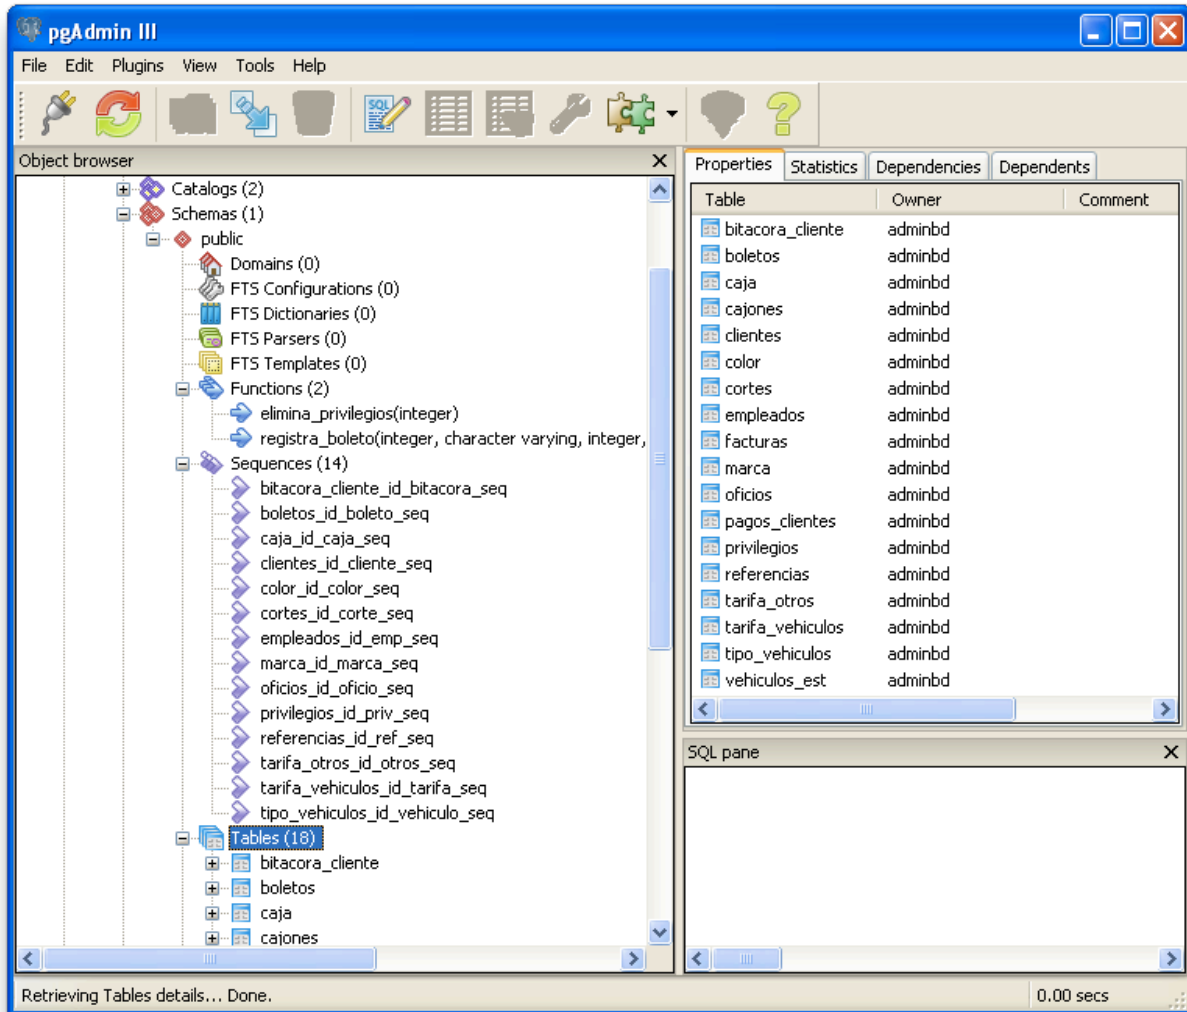 pgAdmin III
File Edit Plugins View Tools Help
SQL
Object browser
Catalogs (2)
Schemas (1)
public
Domains (0)
FTS Configurations (0)
FTS Dictionaries (0)
FTS Parsers (0)
FTS Templates (0)
Functions (2)
elimina_privilegios(integer)
registra_boleto(integer, character varying, integer,
Sequences (14)
bitacora_cliente_id_bitacora_seq
boletos_id_boleto_seq
caja_id_caja_seq
clientes_id_cliente_seq
color_id_color_seq
cortes_id_corte_seq
empleados_id_emp_seq
marca_id_marca_seq
oficios_id_oficio_seq
privilegios_id_priv_seq
referencias_id_ref_seq
tarifa_otros_id_otros_seq
tarifa_vehiculos_id_tarifa_seq
tipo_vehiculos_id_vehiculo_seq
Tables (18)
bitacora_cliente
boletos
caja
cajones
Properties Statistics Dependencies Dependents
Table Owner Comment
bitacora_cliente adminbd
boletos adminbd
caja adminbd
cajones adminbd
clientes adminbd
color adminbd
cortes adminbd
empleados adminbd
facturas adminbd
marca adminbd
oficios adminbd
pagos_clientes adminbd
privilegios adminbd
referencias adminbd
tarifa_otros adminbd
tarifa_vehiculos adminbd
tipo_vehiculos adminbd
vehiculos_est adminbd
SQL pane
Retrieving Tables details... Done. 0.00 secs